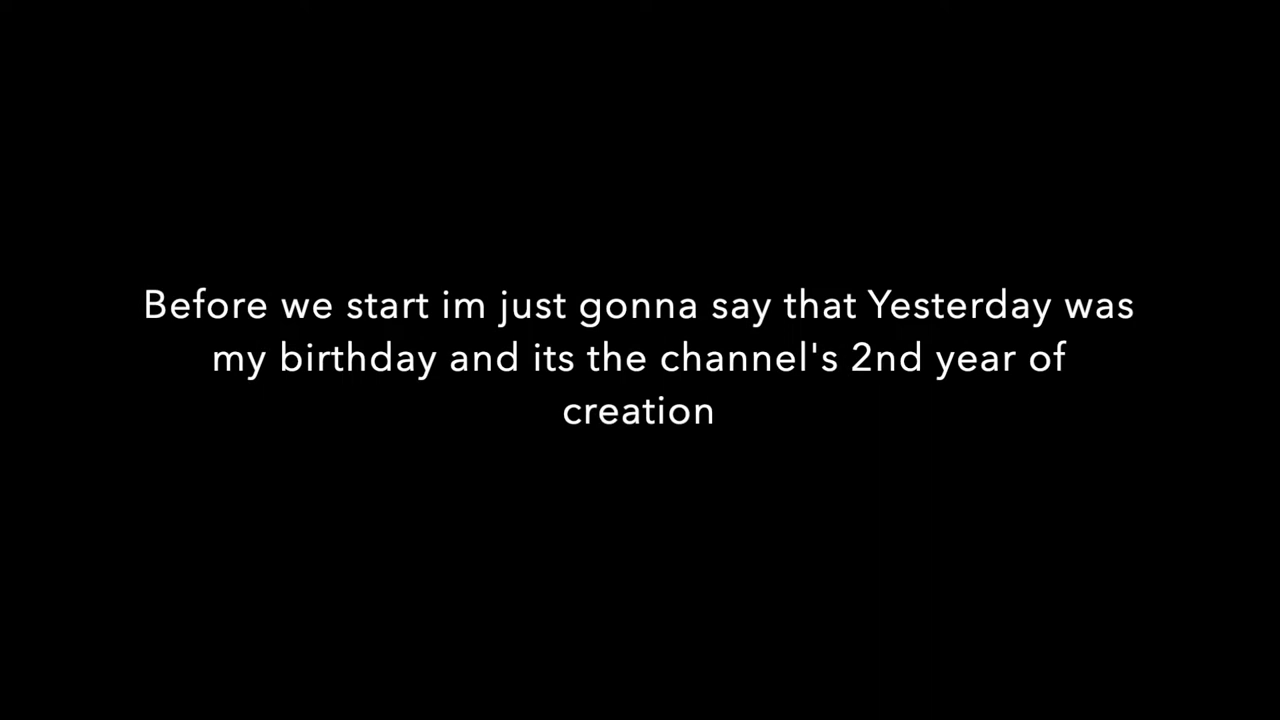 Before we start im just gonna say that Yesterday was
my birthday and its the channel's 2nd year of
creation